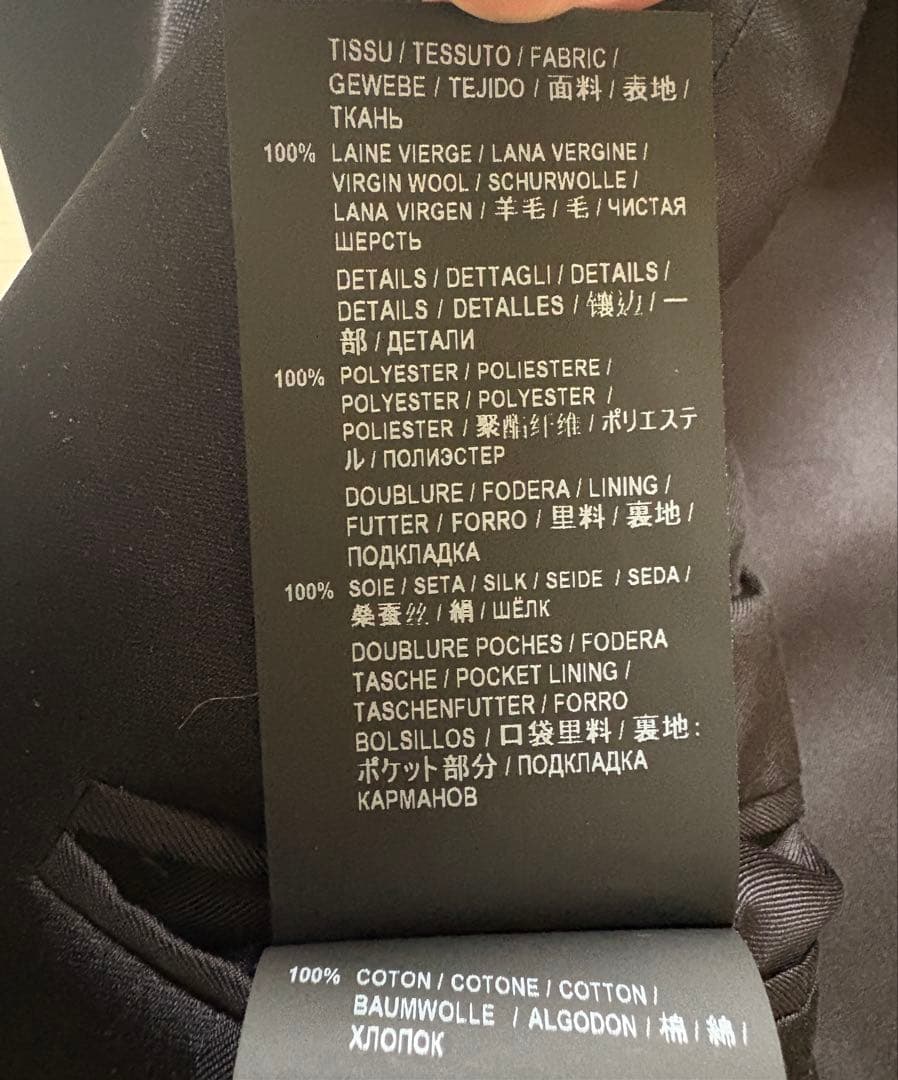 TISSU / TESSUTO / FABRIC /
GEWEBE / TEJIDO / 面料 / 表地 /
ТКАНЬ
100% LAINE VIERGE / LANA VERGINE /
VIRGIN WOOL / SCHURWOLLE /
LANA VIRGEN / 羊毛 / 毛 / ЧИСТАЯ
ШЕРСТЬ
DETAILS / DETTAGLI / DETAILS /
DETAILS / DETALLES / 镶边 / 一
部 / ДЕТАЛИ
100% POLYESTER / POLIESTERE /
POLYESTER / POLYESTER /
POLIESTER / 聚酯纤维 / ポリエステ
ル / ПОЛИЭСТЕР
DOUBLURE / FODERA / LINING /
FUTTER / FORRO / 里料 / 裏地 /
ПОДКЛАДКА
100% SOIE / SETA / SILK / SEIDE / SEDA /
桑蚕丝 / 絹 / ШЁЛК
DOUBLURE POCHES / FODERA
TASCHE / POCKET LINING /
TASCHENFUTTER / FORRO
BOLSILLOS / 口袋里料 / 裏地:
ポケット部分 / ПОДКЛАДКА
КАРМАНОВ
100% COTON / COTONE / COTTON /
BAUMWOLLE / ALGODON / 棉 / 綿 /
ХЛОПОК